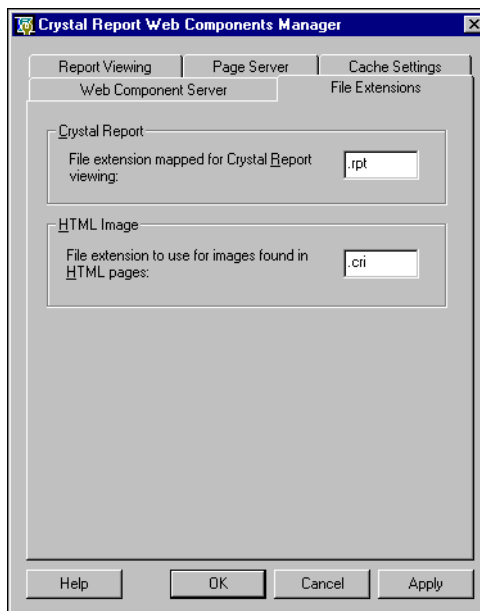 Crystal Report Web Components Manager
Report Viewing
Page Server
Cache Settings
Web Component Server
File Extensions
Crystal Report
File extension mapped for Crystal Report
viewing:
.rpt
HTML Image
File extension to use for images found in
HTML pages:
.cri
Help
OK
Cancel
Apply